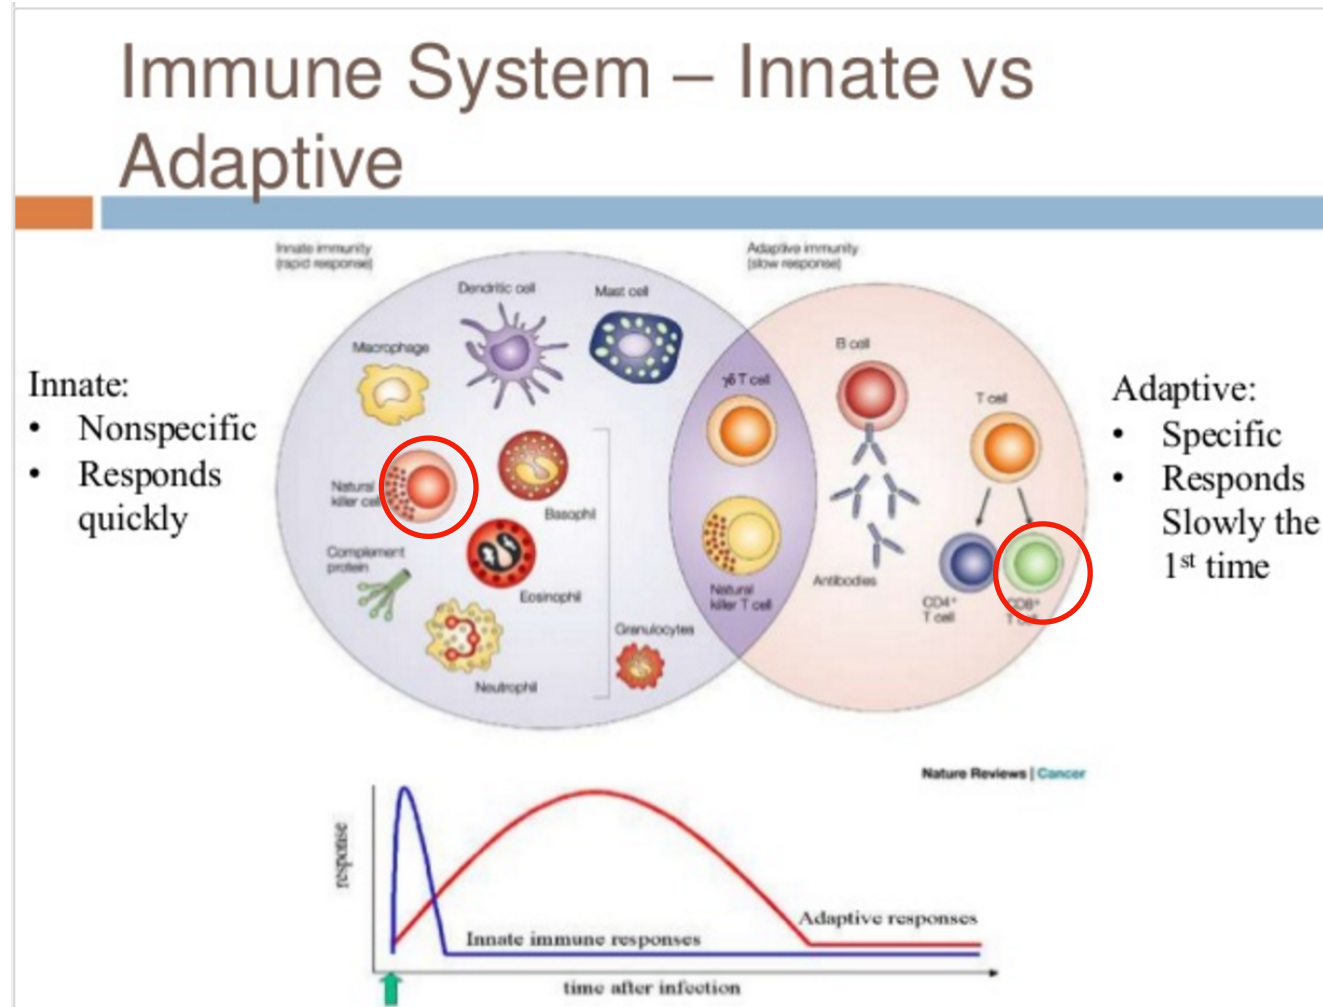 Immune System – Innate vs
Adaptive
Innate immunity
(rapid response)
Adaptive immunity
(slow response)
Dendritic cell
Mast cell
Macrophage
B cell
γδ T cell
T cell
Innate:
• Nonspecific
• Responds
quickly
Adaptive:
• Specific
• Responds
Slowly the
1st time
Natural
killer cell
Basophil
Complement
protein
Eosinophil
Antibodies
Natural
killer T cell
CD4+
T cell
CD8+
T cell
Granulocytes
Neutrophil
Nature Reviews | Cancer
response
Adaptive responses
Innate immune responses
time after infection